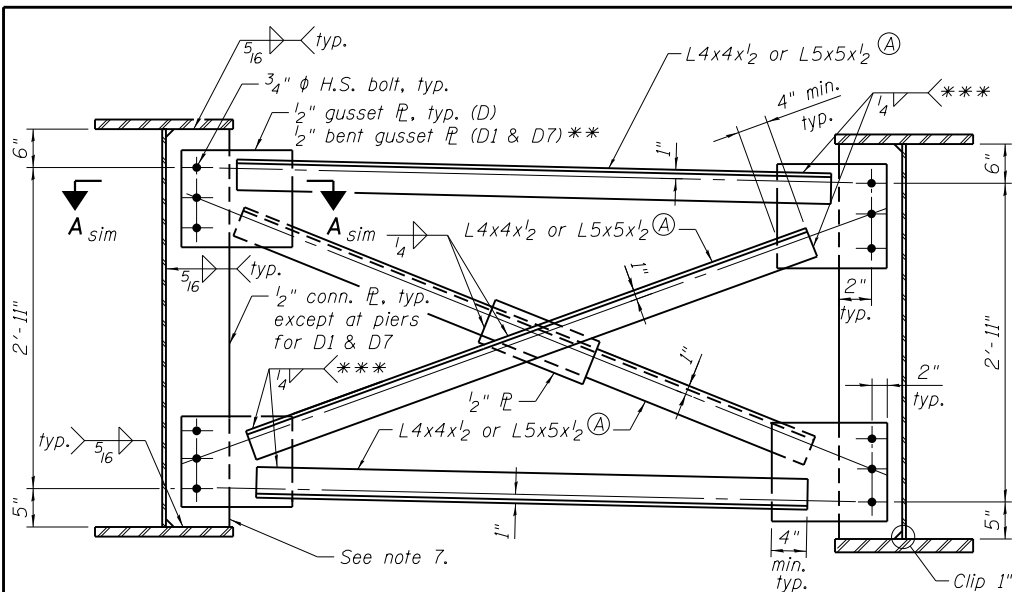 5/16 typ.
3/4" φ H.S. bolt, typ.
1/2" gusset ℄, typ. (D)
1/2" bent gusset ℄ (D1 & D7) **
L4x4x1/2 or L5x5x1/2 Ⓐ
4" min.
typ.
1/4 ***
1"
6"
6"
A sim
A sim
1/4
L4x4x1/2 or L5x5x1/2 Ⓐ
1"
5/16 typ.
1/2" conn. ℄, typ.
except at piers
for D1 & D7
2'-11"
2"
typ.
2'-11"
1/4 ***
1"
2"
typ.
1/2" ℄
L4x4x1/2 or L5x5x1/2 Ⓐ
typ. 5/16
5"
1"
4"
min.
typ.
5"
See note 7.
Clip 1"